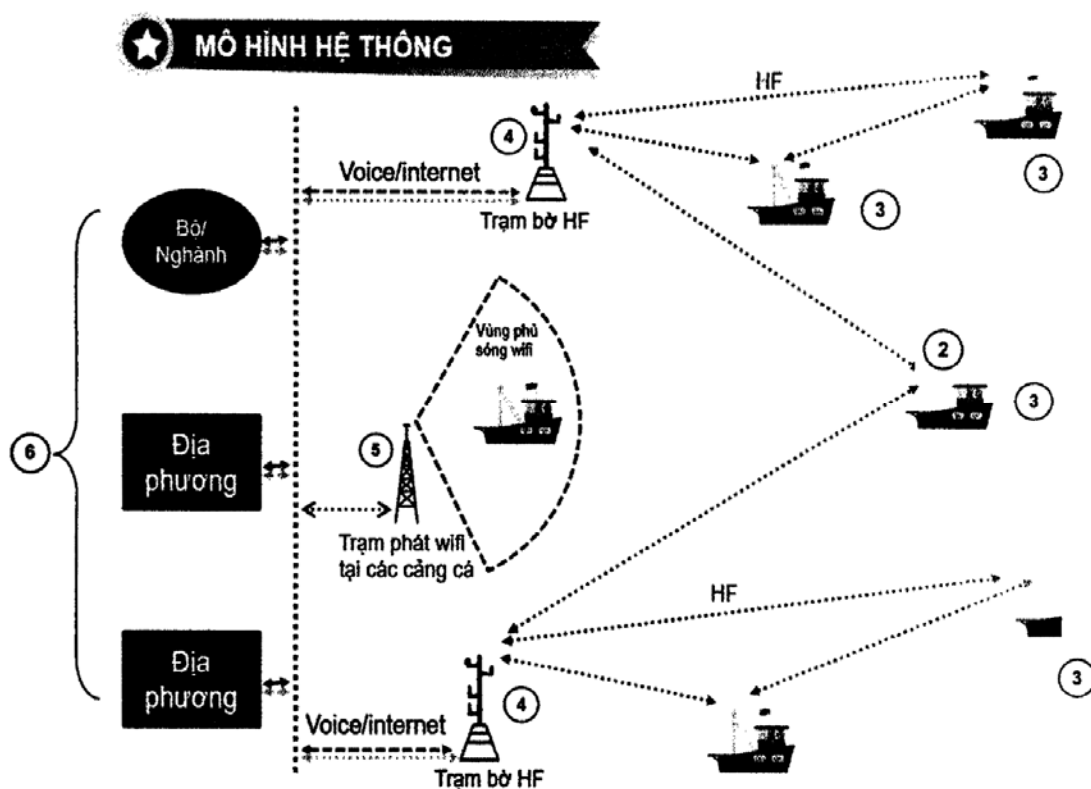 MÔ HÌNH HỆ THỐNG
HF
4
3
Voice/internet
3
Trạm bờ HF
Bộ/
Nghành
Vùng phủ
sóng wifi
2
3
6
Địa
phương
5
Trạm phát wifi
tại các cảng cá
HF
Địa
phương
4
3
Voice/internet
Trạm bờ HF